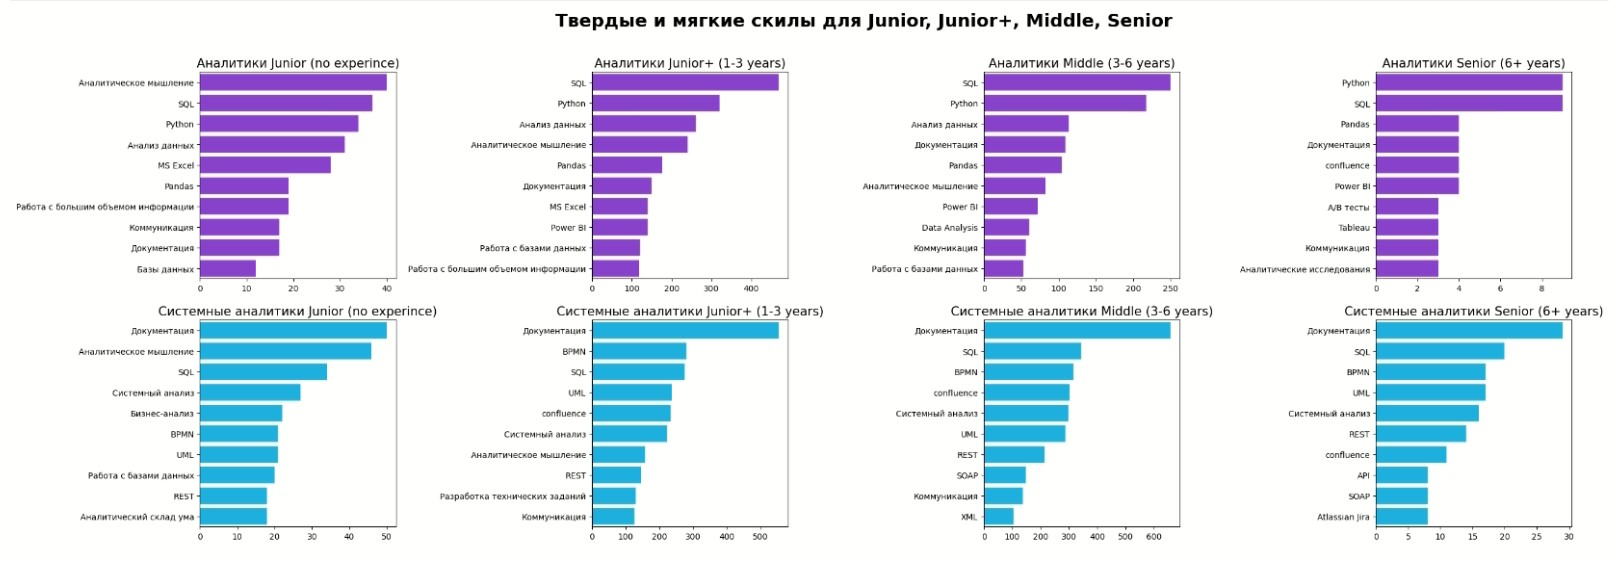 Твердые и мягкие скилы для Junior, Junior+, Middle, Senior
Аналитики Junior (no experince)
Аналитическое мышление
SQL
Python
Анализ данных
MS Excel
Pandas
Работа с большим объемом информации
Коммуникация
Документация
Базы данных
0 10 20 30 40
Аналитики Junior+ (1-3 years)
SQL
Python
Анализ данных
Аналитическое мышление
Pandas
Документация
MS Excel
Power BI
Работа с базами данных
Работа с большим объемом информации
0 100 200 300 400
Аналитики Middle (3-6 years)
SQL
Python
Анализ данных
Документация
Pandas
Аналитическое мышление
Power BI
Data Analysis
Коммуникация
Работа с базами данных
0 50 100 150 200 250
Аналитики Senior (6+ years)
Python
SQL
Pandas
Документация
confluence
Power BI
A/B тесты
Tableau
Коммуникация
Аналитические исследования
0 2 4 6 8
Системные аналитики Junior (no experince)
Документация
Аналитическое мышление
SQL
Системный анализ
Бизнес-анализ
BPMN
UML
Работа с базами данных
REST
Аналитический склад ума
0 10 20 30 40 50
Системные аналитики Junior+ (1-3 years)
Документация
BPMN
SQL
UML
confluence
Системный анализ
Аналитическое мышление
REST
Разработка технических заданий
Коммуникация
0 100 200 300 400 500
Системные аналитики Middle (3-6 years)
Документация
SQL
BPMN
confluence
Системный анализ
UML
REST
SOAP
Коммуникация
XML
0 100 200 300 400 500 600
Системные аналитики Senior (6+ years)
Документация
SQL
BPMN
UML
Системный анализ
REST
confluence
API
SOAP
Atlassian Jira
0 5 10 15 20 25 30